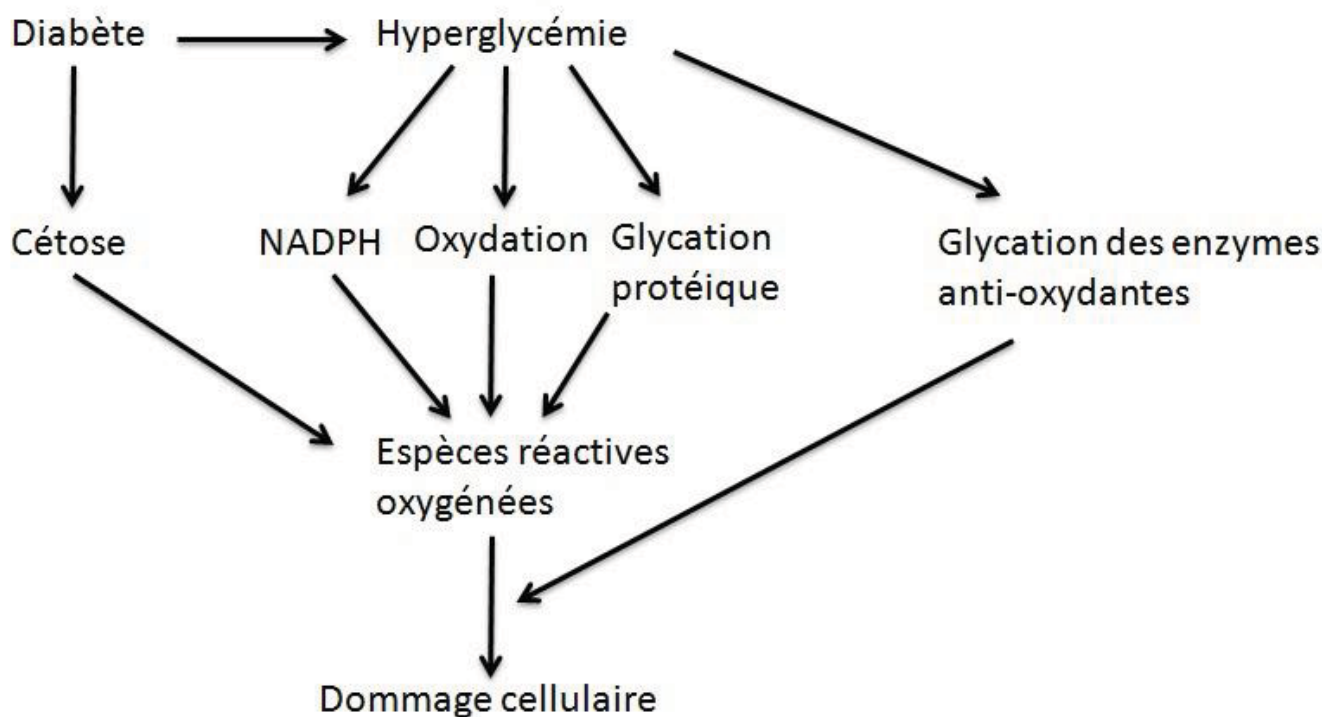 Diabète
Hyperglycémie
Cétose
NADPH
Oxydation
Glycation
protéique
Glycation des enzymes
anti-oxydantes
Espèces réactives
oxygénées
Dommage cellulaire